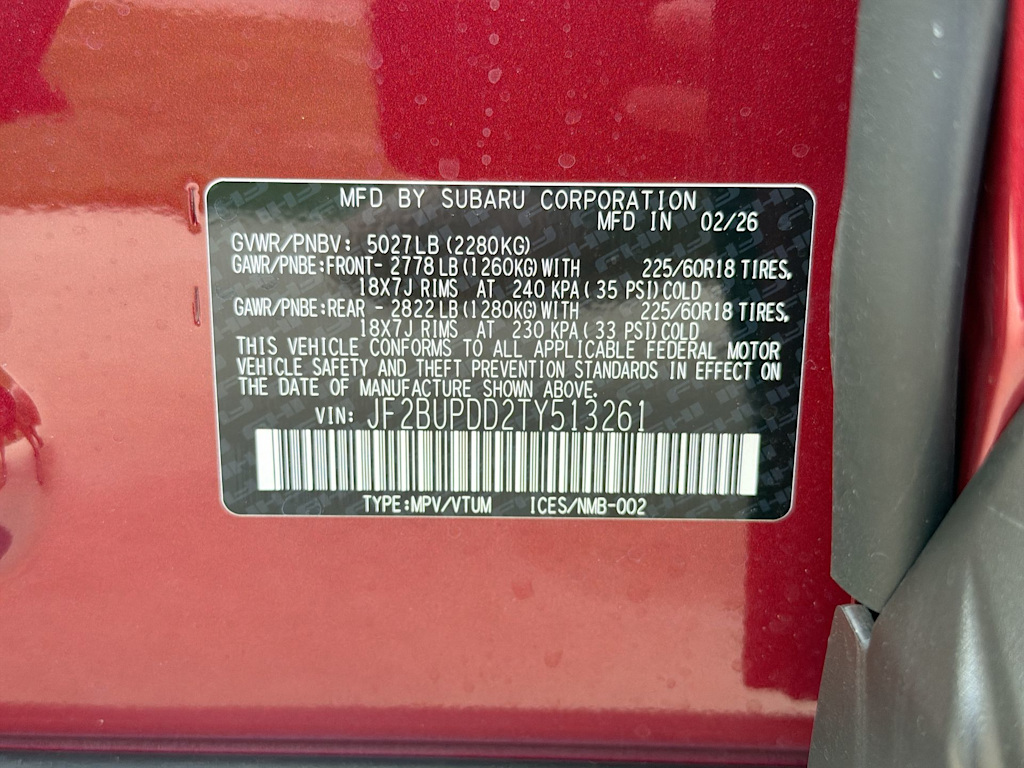 MFD BY SUBARU CORPORATION
MFD IN 02/26
GVWR/PNBV: 5027LB (2280KG)
GAWR/PNBE:FRONT- 2778 LB (1260KG) WITH 225/60R18 TIRES,
18X7J RIMS AT 240 KPA ( 35 PSI) COLD
GAWR/PNBE:REAR - 2822 LB (1280KG) WITH 225/60R18 TIRES,
18X7J RIMS AT 230 KPA ( 33 PSI) COLD
THIS VEHICLE CONFORMS TO ALL APPLICABLE FEDERAL MOTOR
VEHICLE SAFETY AND THEFT PREVENTION STANDARDS IN EFFECT ON
THE DATE OF MANUFACTURE SHOWN ABOVE.
VIN: JF2BUPDD2TY513261
TYPE:MPV/VTUM ICES/NMB-002